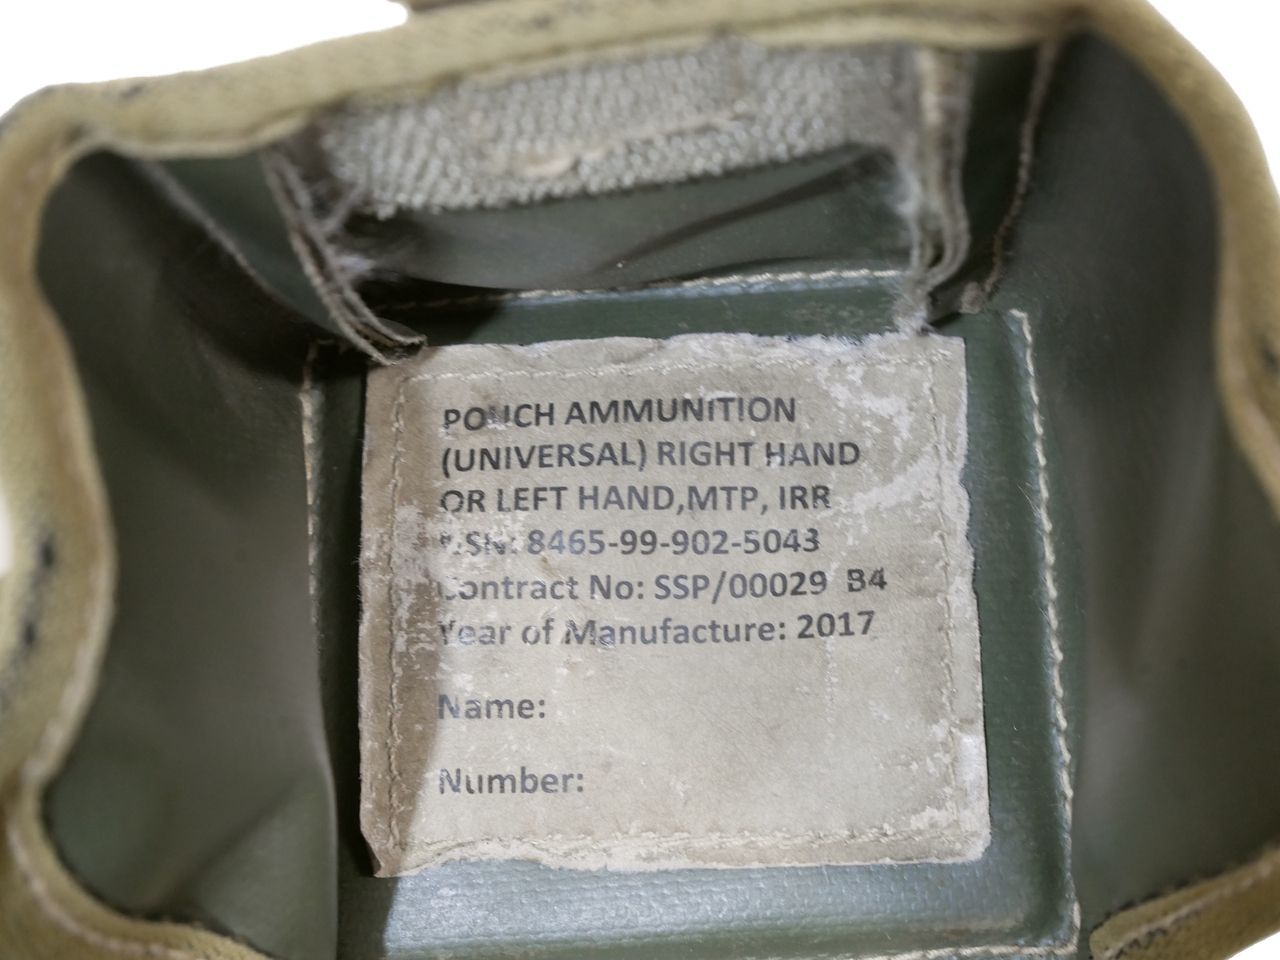 POUCH AMMUNITION
(UNIVERSAL) RIGHT HAND
OR LEFT HAND,MTP, IRR
NSN: 8465-99-902-5043
Contract No: SSP/00029 B4
Year of Manufacture: 2017
Name:
Number: